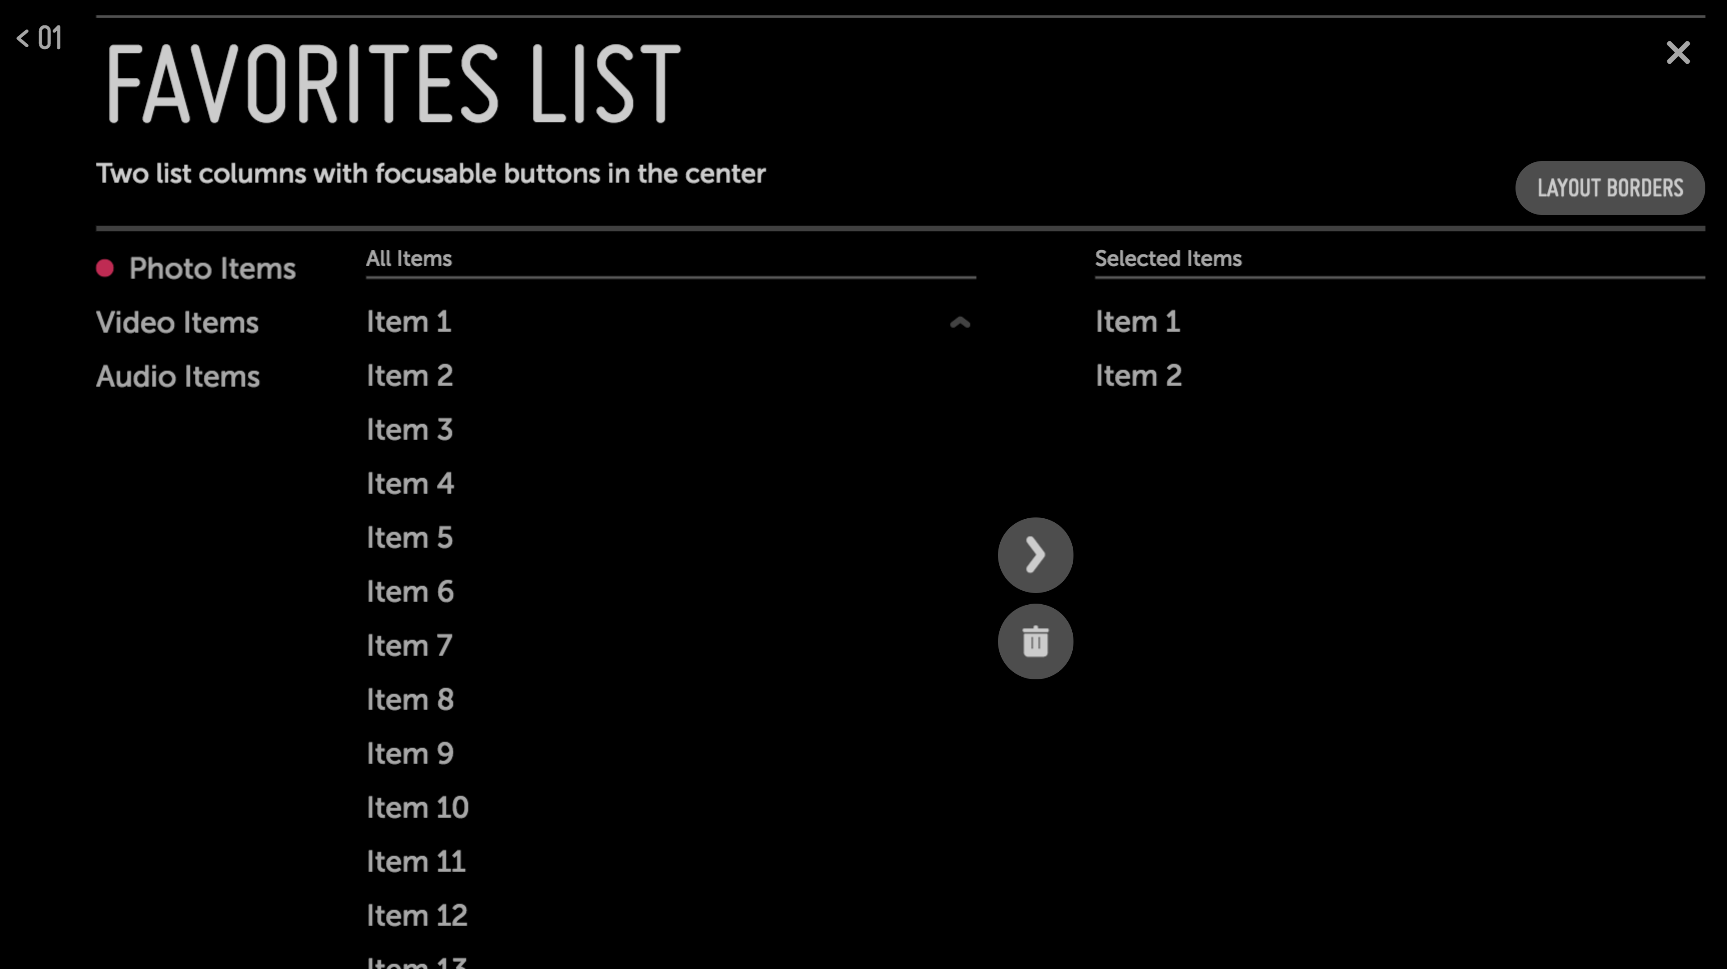 < 01
FAVORITES LIST
Two list columns with focusable buttons in the center
LAYOUT BORDERS
Photo Items
Video Items
Audio Items
All Items
Item 1
Item 2
Item 3
Item 4
Item 5
Item 6
Item 7
Item 8
Item 9
Item 10
Item 11
Item 12
Item 13
Selected Items
Item 1
Item 2